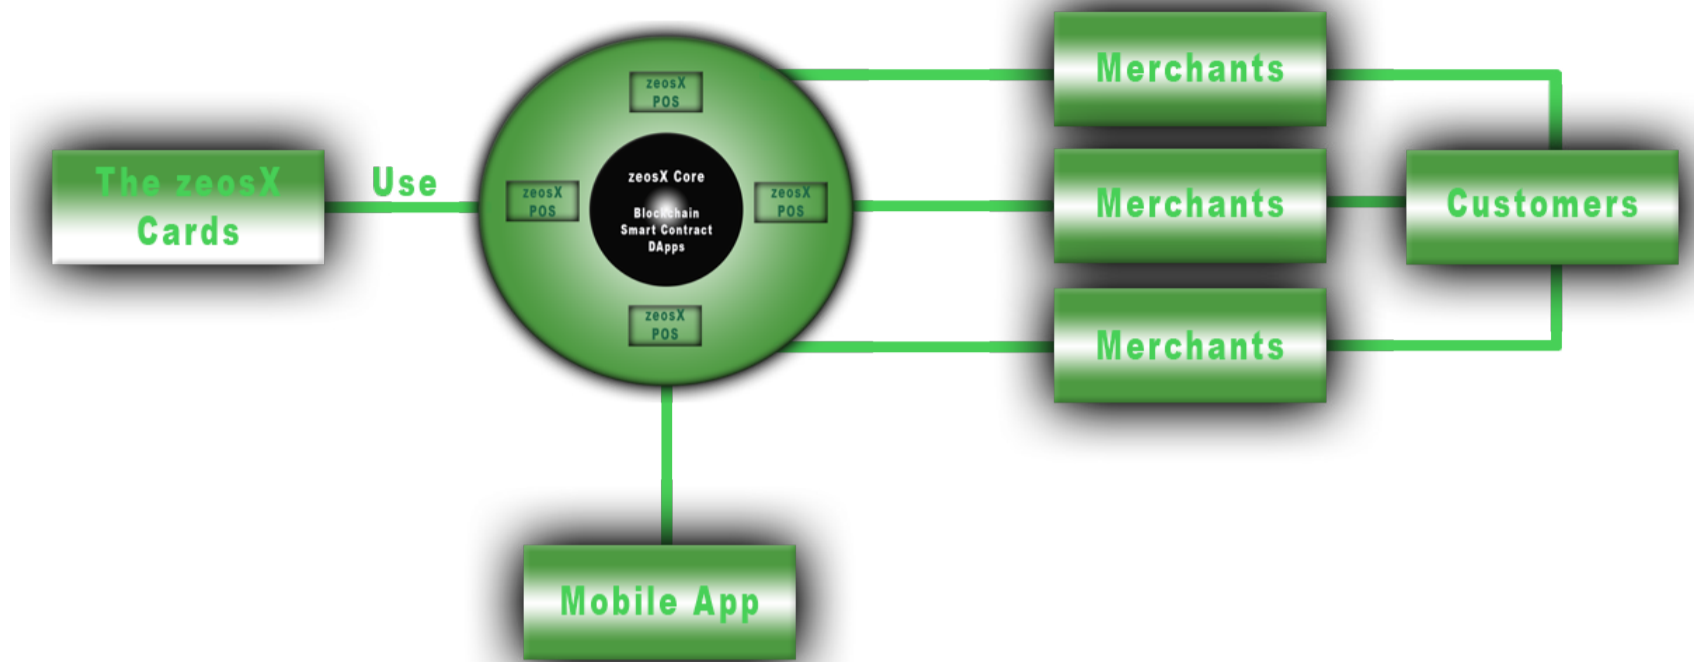 The zeosX
Cards
Use
zeosX
POS
zeosX
POS
zeosX Core
Blockchain
Smart Contract
DApps
zeosX
POS
zeosX
POS
Merchants
Merchants
Merchants
Customers
Mobile App